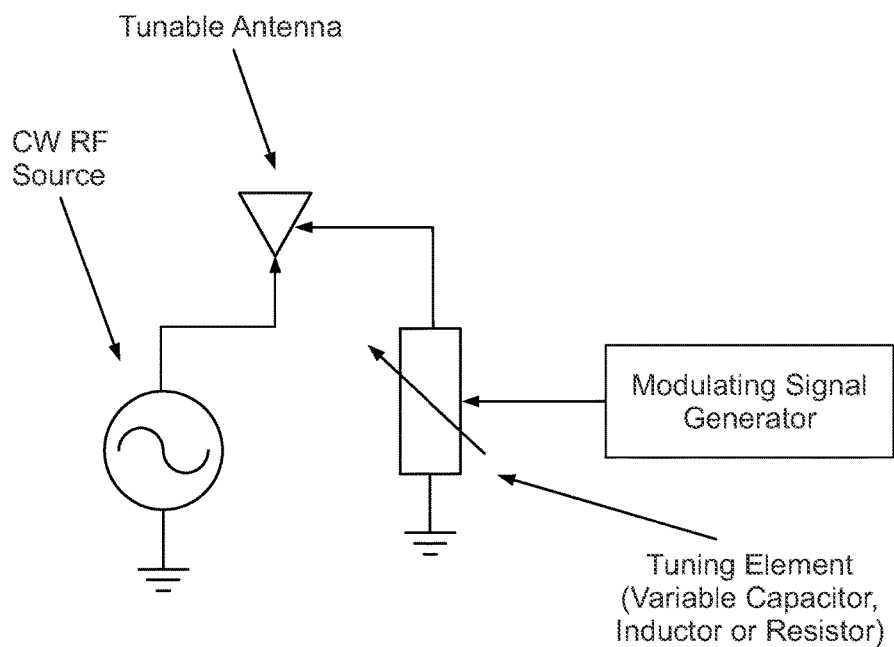 Tunable Antenna
CW RF
Source
Modulating Signal
Generator
Tuning Element
(Variable Capacitor,
Inductor or Resistor)